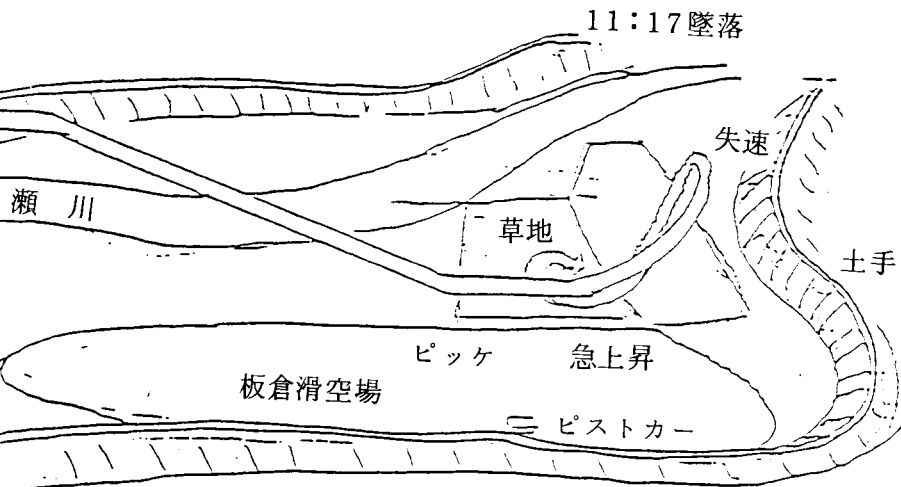 11:17墜落
失速
瀬川
草地
土手
ピッケ
急上昇
板倉滑空場
ピストカー